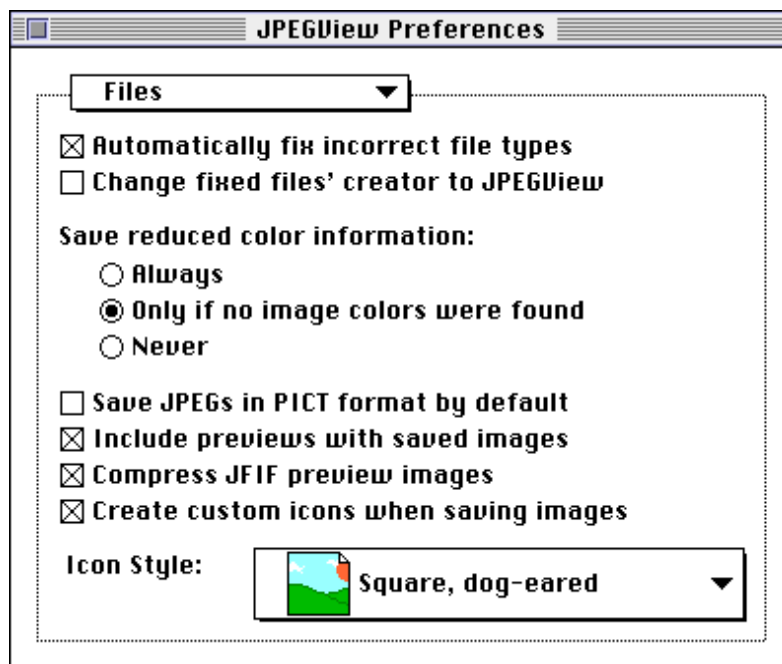 JPEGView Preferences
Files
Automatically fix incorrect file types
Change fixed files' creator to JPEGView
Save reduced color information:
Always
Only if no image colors were found
Never
Save JPEGs in PICT format by default
Include previews with saved images
Compress JFIF preview images
Create custom icons when saving images
Icon Style:
Square, dog-eared